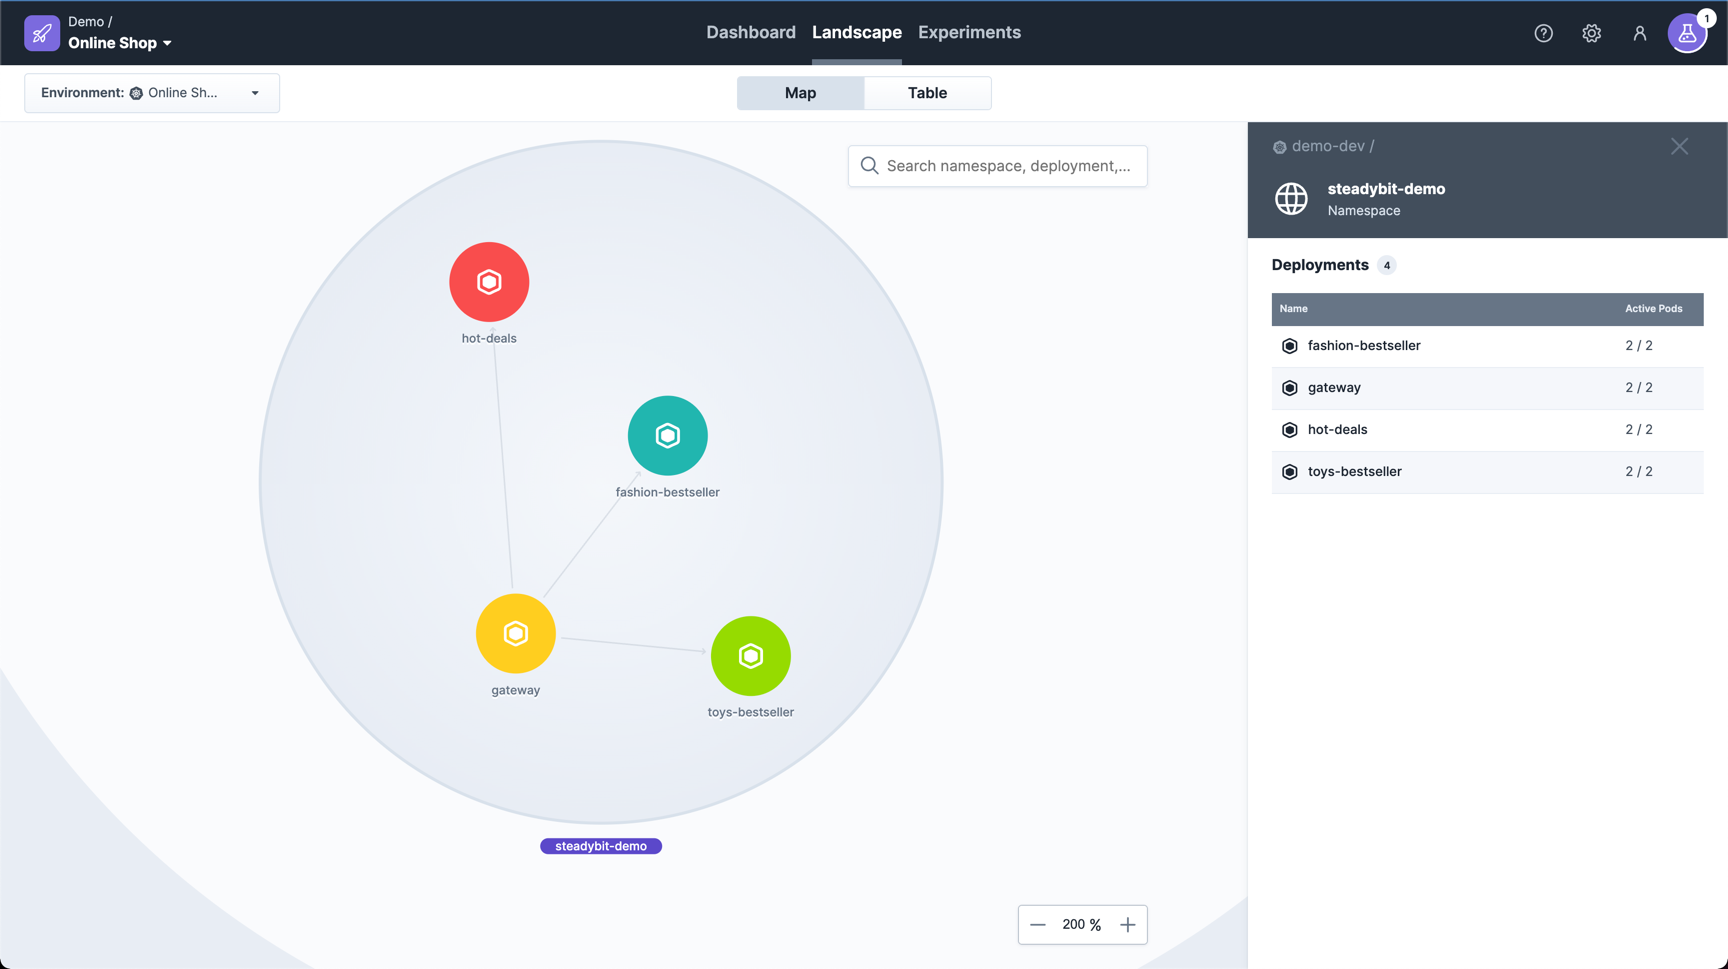 Demo /
Online Shop
Dashboard
Landscape
Experiments
1
Environment: Online Sh...
Map
Table
Search namespace, deployment,...
hot-deals
fashion-bestseller
gateway
toys-bestseller
steadybit-demo
200 %
demo-dev /
steadybit-demo
Namespace
Deployments 4
Name Active Pods
fashion-bestseller 2 / 2
gateway 2 / 2
hot-deals 2 / 2
toys-bestseller 2 / 2